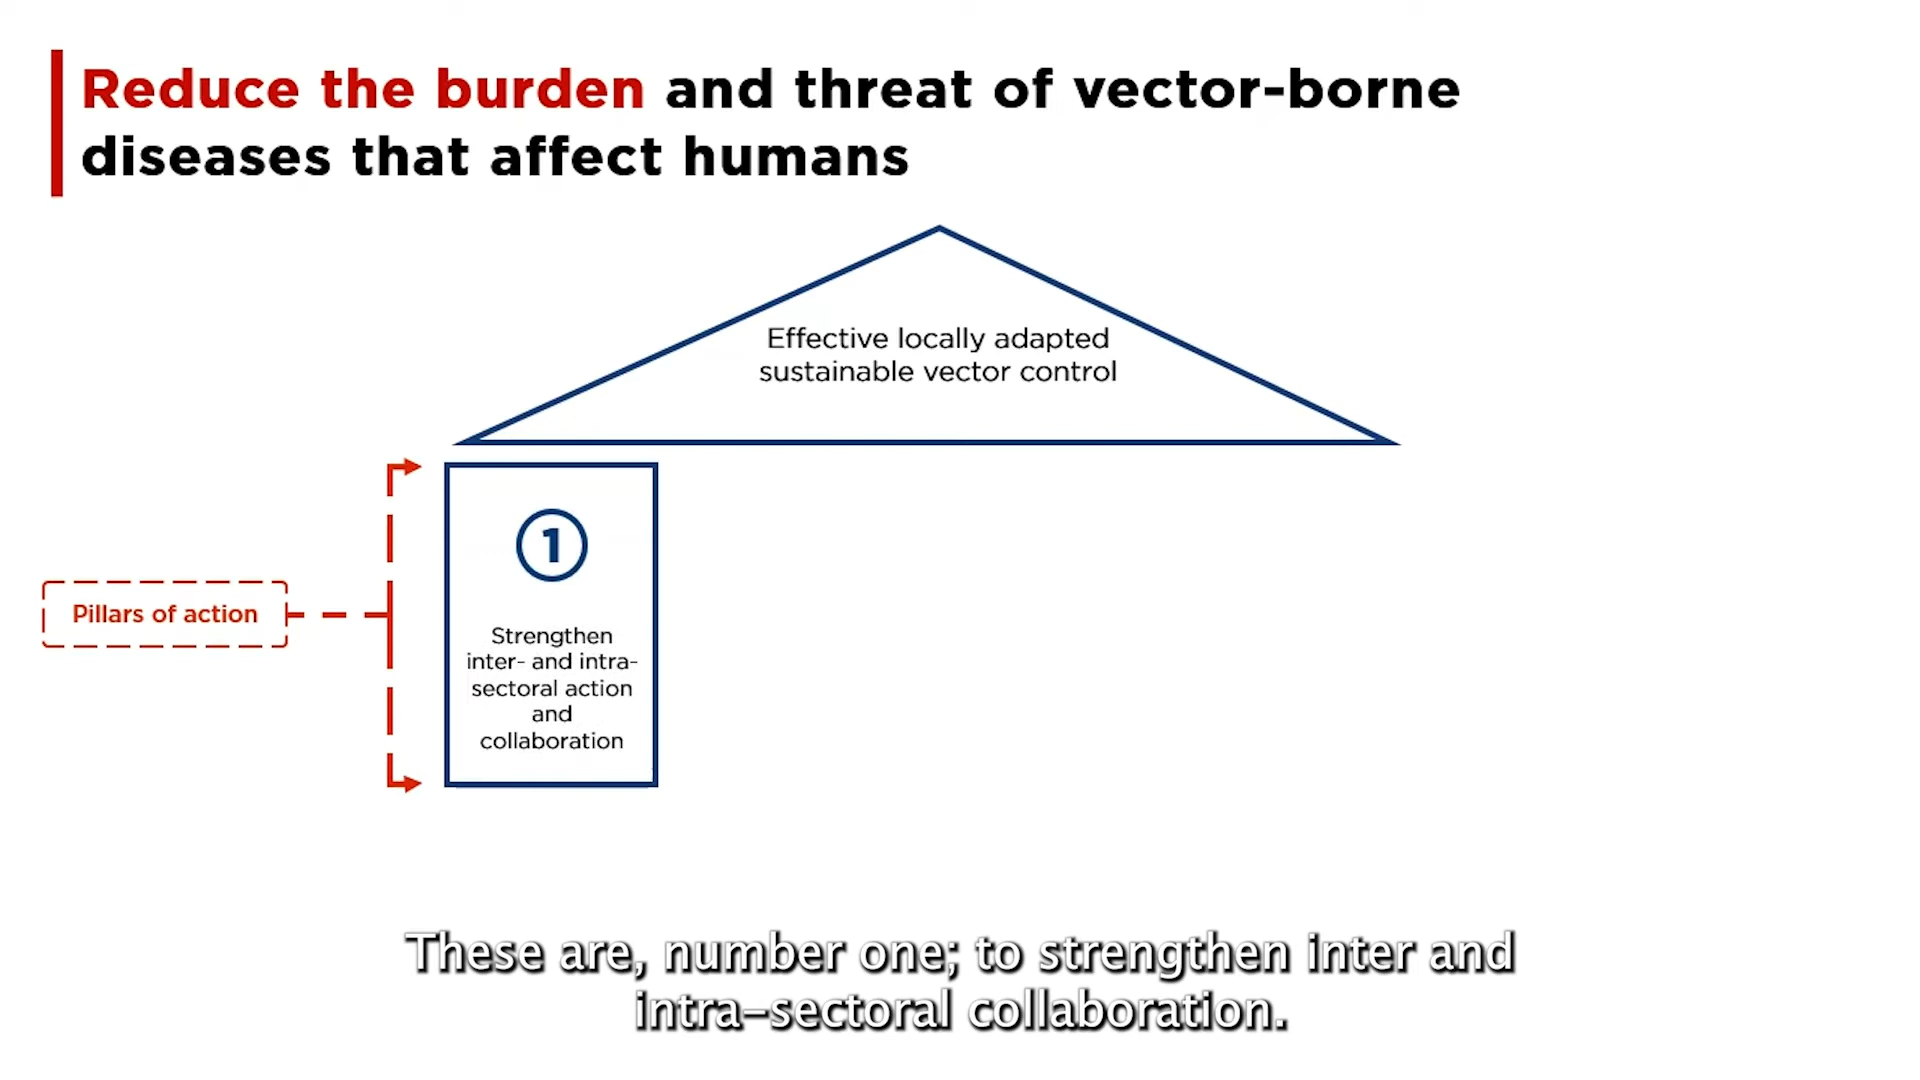 Reduce the burden and threat of vector-borne
diseases that affect humans
Effective locally adapted
sustainable vector control
1
Strengthen
inter- and intra-
sectoral action
and
collaboration
Pillars of action
These are, number one; to strengthen inter and
intra-sectoral collaboration.